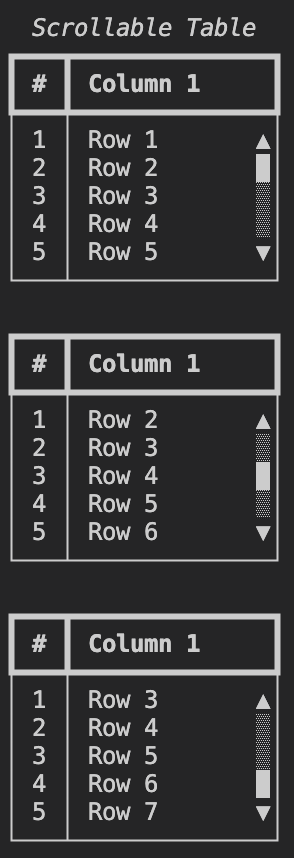 Scrollable Table
# Column 1
1 Row 1 ▲
2 Row 2
3 Row 3
4 Row 4
5 Row 5 ▼
# Column 1
1 Row 2 ▲
2 Row 3
3 Row 4
4 Row 5
5 Row 6 ▼
# Column 1
1 Row 3 ▲
2 Row 4
3 Row 5
4 Row 6
5 Row 7 ▼